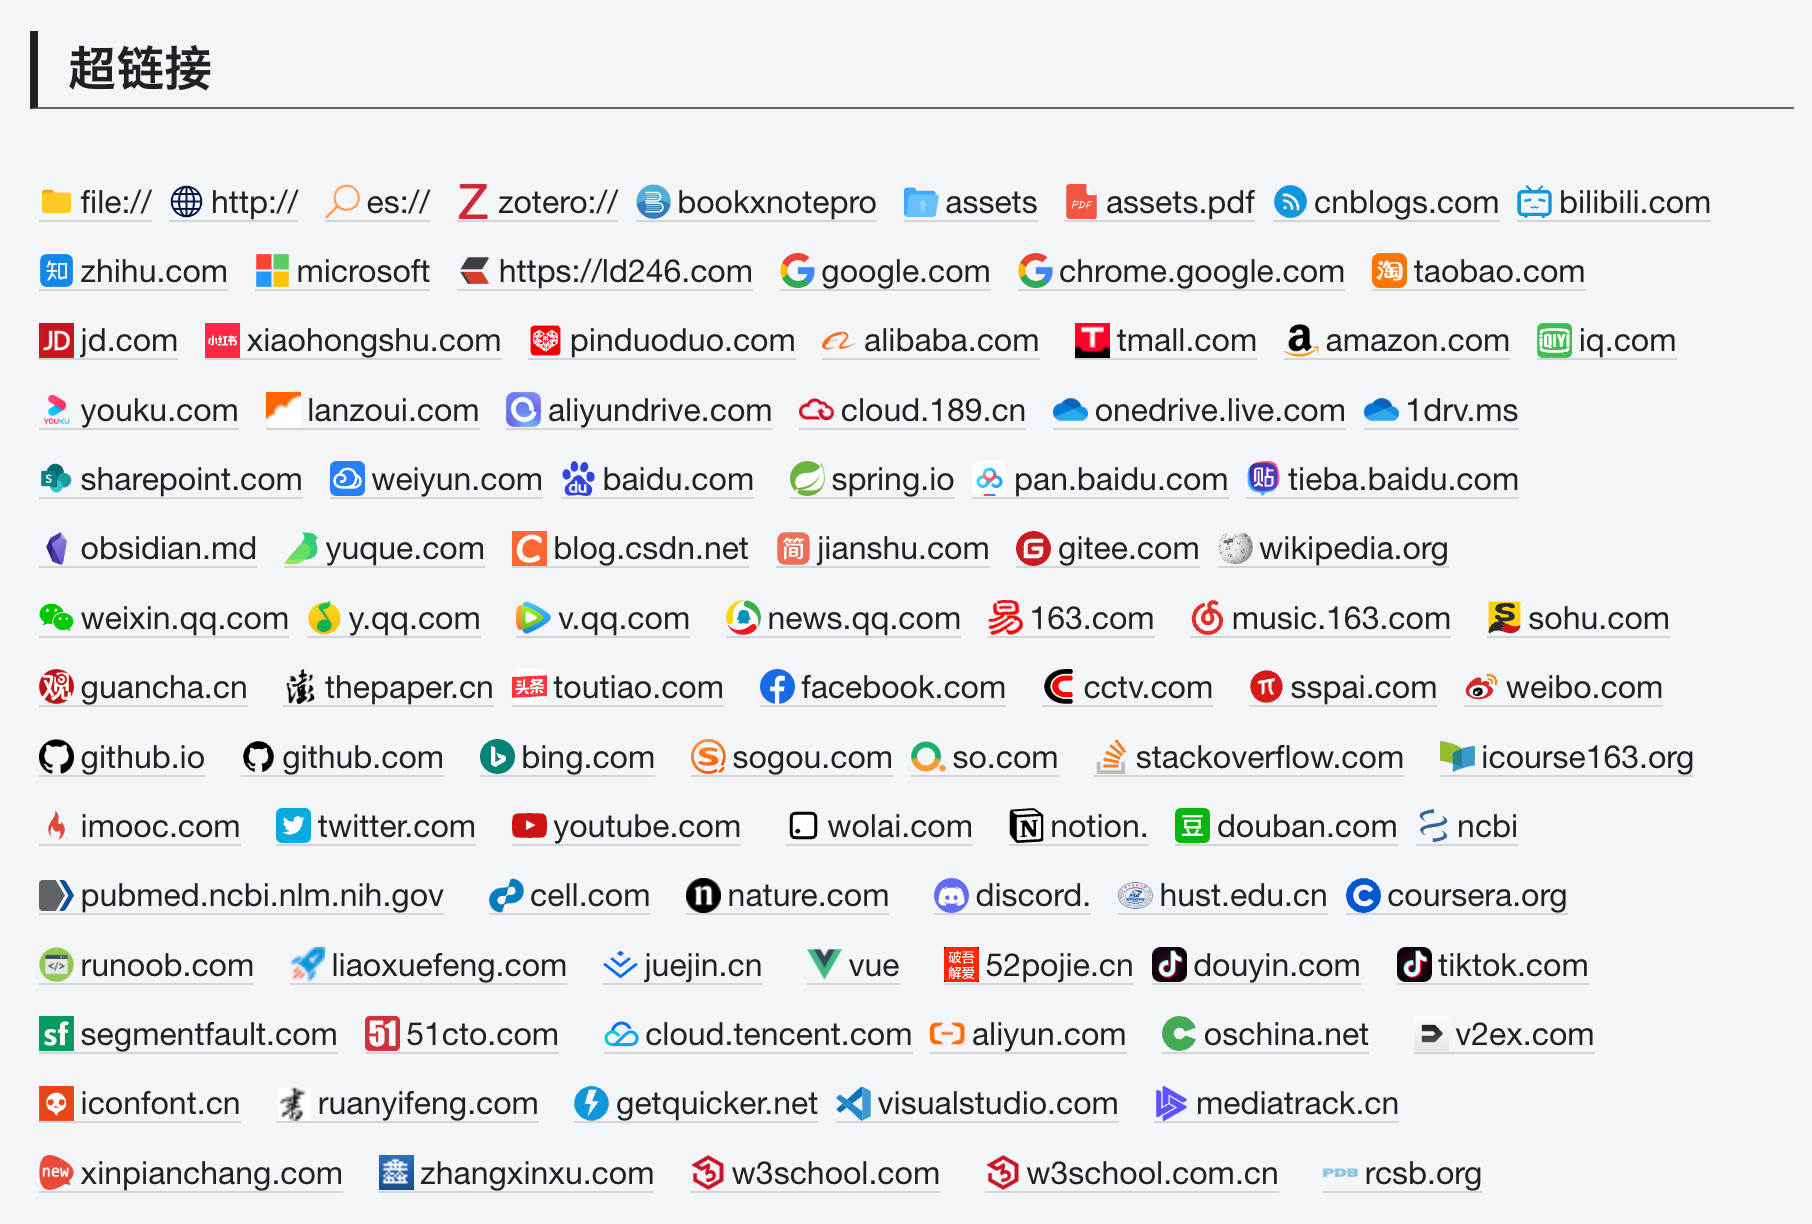 超链接
file:// http:// es:// zotero:// bookxnotepro assets assets.pdf cnblogs.com bilibili.com
zhihu.com microsoft https://ld246.com google.com chrome.google.com taobao.com
jd.com xiaohongshu.com pinduoduo.com alibaba.com tmall.com amazon.com iq.com
youku.com lanzoui.com aliyundrive.com cloud.189.cn onedrive.live.com 1drv.ms
sharepoint.com weiyun.com baidu.com spring.io pan.baidu.com tieba.baidu.com
obsidian.md yuque.com blog.csdn.net jianshu.com gitee.com wikipedia.org
weixin.qq.com y.qq.com v.qq.com news.qq.com 163.com music.163.com sohu.com
guancha.cn thepaper.cn toutiao.com facebook.com cctv.com sspai.com weibo.com
github.io github.com bing.com sogou.com so.com stackoverflow.com icourse163.org
imooc.com twitter.com youtube.com wolai.com notion. douban.com ncbi
pubmed.ncbi.nlm.nih.gov cell.com nature.com discord. hust.edu.cn coursera.org
runoob.com liaoxuefeng.com juejin.cn vue 52pojie.cn douyin.com tiktok.com
segmentfault.com 51cto.com cloud.tencent.com aliyun.com oschina.net v2ex.com
iconfont.cn ruanyifeng.com getquicker.net visualstudio.com mediatrack.cn
xinpianchang.com zhangxinxu.com w3school.com w3school.com.cn rcsb.org